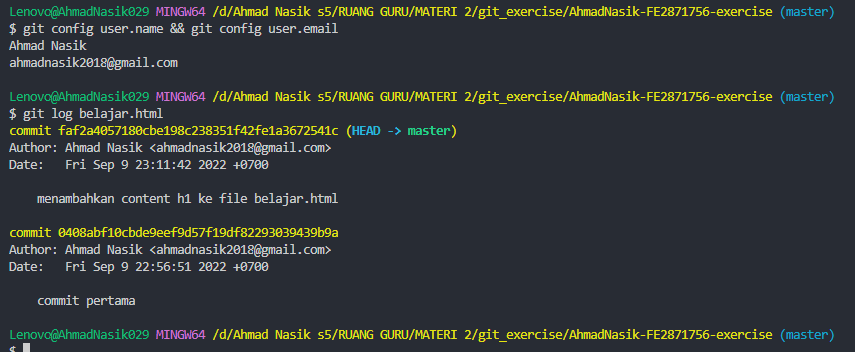 Lenovo@AhmadNasik029 MINGW64 /d/Ahmad Nasik s5/RUANG GURU/MATERI 2/git_exercise/AhmadNasik-FE2871756-exercise (master)
$ git config user.name && git config user.email
Ahmad Nasik
ahmadnasik2018@gmail.com
Lenovo@AhmadNasik029 MINGW64 /d/Ahmad Nasik s5/RUANG GURU/MATERI 2/git_exercise/AhmadNasik-FE2871756-exercise (master)
$ git log belajar.html
commit faf2a4057180cbe198c238351f42fe1a3672541c (HEAD -> master)
Author: Ahmad Nasik <ahmadnasik2018@gmail.com>
Date:   Fri Sep 9 23:11:42 2022 +0700
menambahkan content h1 ke file belajar.html
commit 0408abf10cbde9eef9d57f19df82293039439b9a
Author: Ahmad Nasik <ahmadnasik2018@gmail.com>
Date:   Fri Sep 9 22:56:51 2022 +0700
commit pertama
Lenovo@AhmadNasik029 MINGW64 /d/Ahmad Nasik s5/RUANG GURU/MATERI 2/git_exercise/AhmadNasik-FE2871756-exercise (master)
$